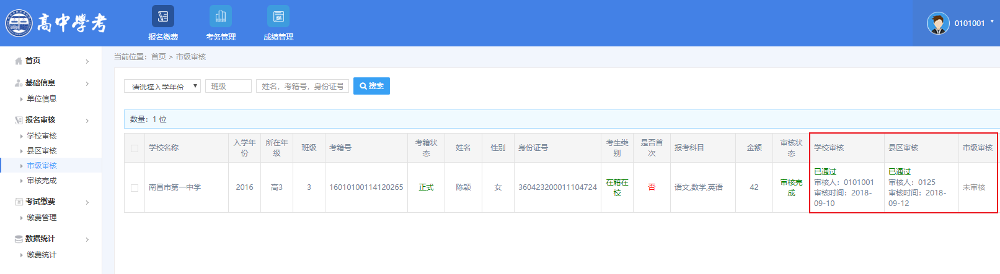 高中學考
报名缴费
考务管理
成绩管理
0101001
首页
基础信息
单位信息
报名审核
学校审核
县区审核
市级审核
审核完成
考试缴费
缴费管理
数据统计
缴费统计
当前位置：首页 > 市级审核
请选择入学年份
班级
姓名，考籍号，身份证号
搜索
数量：1 位
学校名称
入学年
份
所在年
级
班级
考籍号
考籍状
态
姓名
性别
身份证号
考生类
别
是否首
次
报考科目
金额
审核状
态
学校审核
县区审核
市级审核
南昌市第一中学
2016
高3
3
16010100114120265
正式
陈颖
女
360423200011104724
在籍在
校
否
语文,数学,英语
42
审核完
成
已通过
审核人：0101001
审核时间：2018-
09-10
已通过
审核人：0125
审核时间：2018-
09-12
未审核